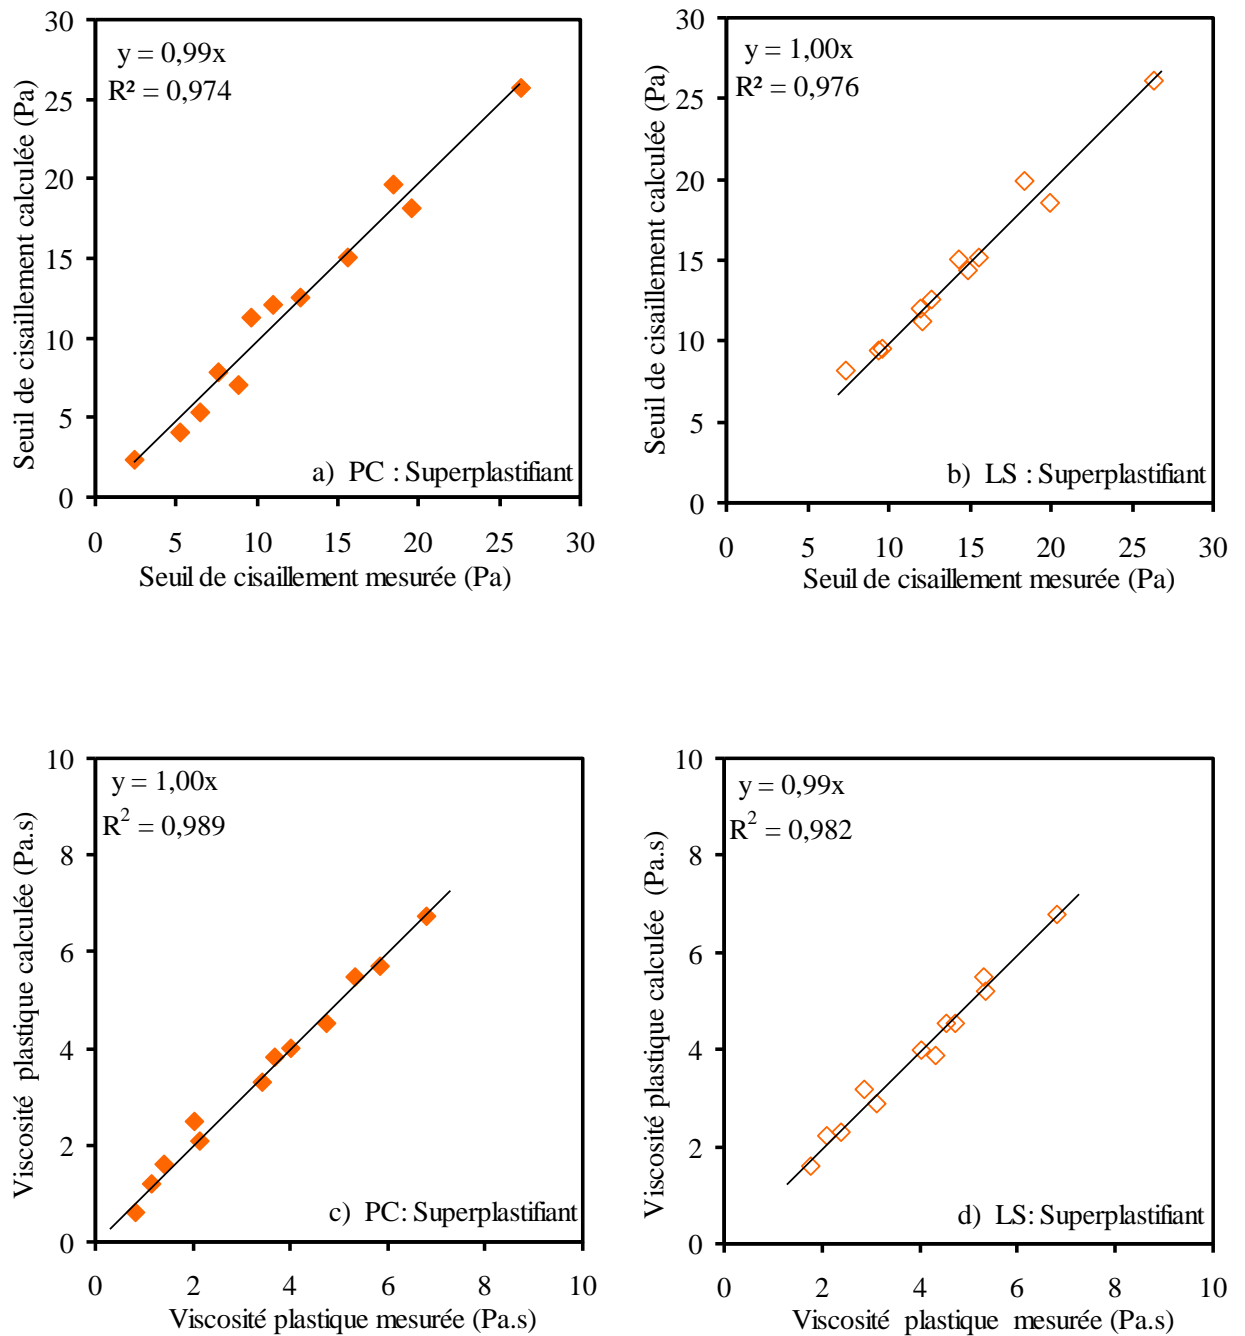 y = 0,99x
R² = 0,974
Seuil de cisaillement calculée (Pa)
30
25
20
15
10
5
0
a) PC : Superplastifiant
0 5 10 15 20 25 30
Seuil de cisaillement mesurée (Pa)
y = 1,00x
R² = 0,976
Seuil de cisaillement calculée (Pa)
30
25
20
15
10
5
0
b) LS : Superplastifiant
0 5 10 15 20 25 30
Seuil de cisaillement mesurée (Pa)
y = 1,00x
R² = 0,989
Viscosité plastique calculée (Pa.s)
10
8
6
4
2
0
c) PC: Superplastifiant
0 2 4 6 8 10
Viscosité plastique mesurée (Pa.s)
y = 0,99x
R² = 0,982
Viscosité plastique calculée (Pa.s)
10
8
6
4
2
0
d) LS: Superplastifiant
0 2 4 6 8 10
Viscosité plastique mesurée (Pa.s)